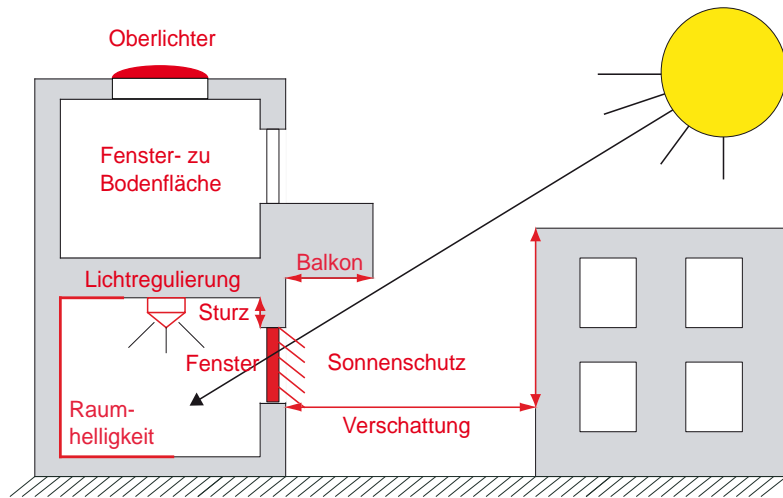 Oberlichter
Fenster- zu
Bodenfläche
Balkon
Lichtregulierung
Sturz
Fenster
Sonnenschutz
Raum-
helligkeit
Verschattung